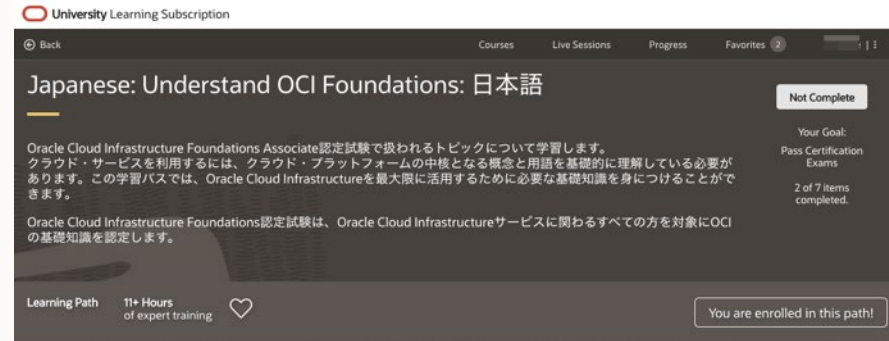 University Learning Subscription
Back
Courses
Live Sessions
Progress
Favorites 2
Japanese: Understand OCI Foundations: 日本語
Not Complete
Your Goal:
Pass Certification
Exams
2 of 7 items
completed.
Oracle Cloud Infrastructure Foundations Associate認定試験で扱われるトピックについて学習します。
クラウド・サービスを利用するには、クラウド・プラットフォームの中核となる概念と用語を基礎的に理解している必要が
あります。この学習パスでは、Oracle Cloud Infrastructureを最大限に活用するために必要な基礎知識を身につけることがで
きます。
Oracle Cloud Infrastructure Foundations認定試験は、Oracle Cloud Infrastructureサービスに関わるすべての方を対象にOCI
の基礎知識を認定します。
Learning Path
11+ Hours
of expert training
You are enrolled in this path!